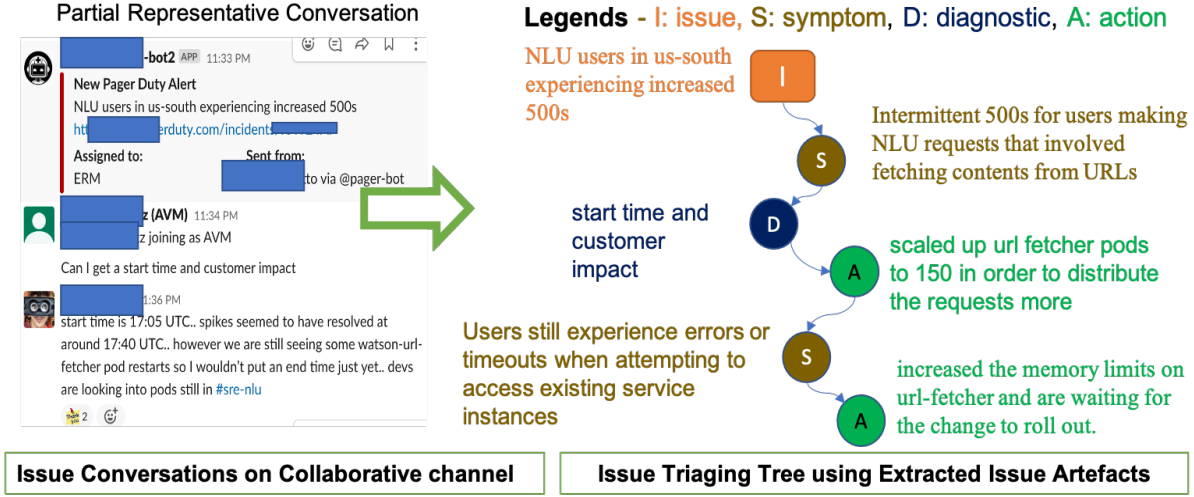 Partial Representative Conversation
-bot2 APP 11:33 PM
New Pager Duty Alert
NLU users in us-south experiencing increased 500s
erduty.com/incidents
Assigned to: Sent from:
ERM to via @pager-bot
z (AVM) 11:34 PM
z joining as AVM
Can I get a start time and customer impact
1:36 PM
start time is 17:05 UTC.. spikes seemed to have resolved at
around 17:40 UTC.. however we are still seeing some watson-url-
fetcher pod restarts so I wouldn't put an end time just yet.. devs
are looking into pods still in #sre-nlu
2
Issue Conversations on Collaborative channel
Legends - I: issue, S: symptom, D: diagnostic, A: action
NLU users in us-south
experiencing increased
500s
I
Intermittent 500s for users making
NLU requests that involved
fetching contents from URLs
S
start time and
customer
impact
D
scaled up url fetcher pods
to 150 in order to distribute
the requests more
A
Users still experience errors or
timeouts when attempting to
access existing service
instances
S
increased the memory limits on
url-fetcher and are waiting for
the change to roll out.
A
Issue Triaging Tree using Extracted Issue Artefacts